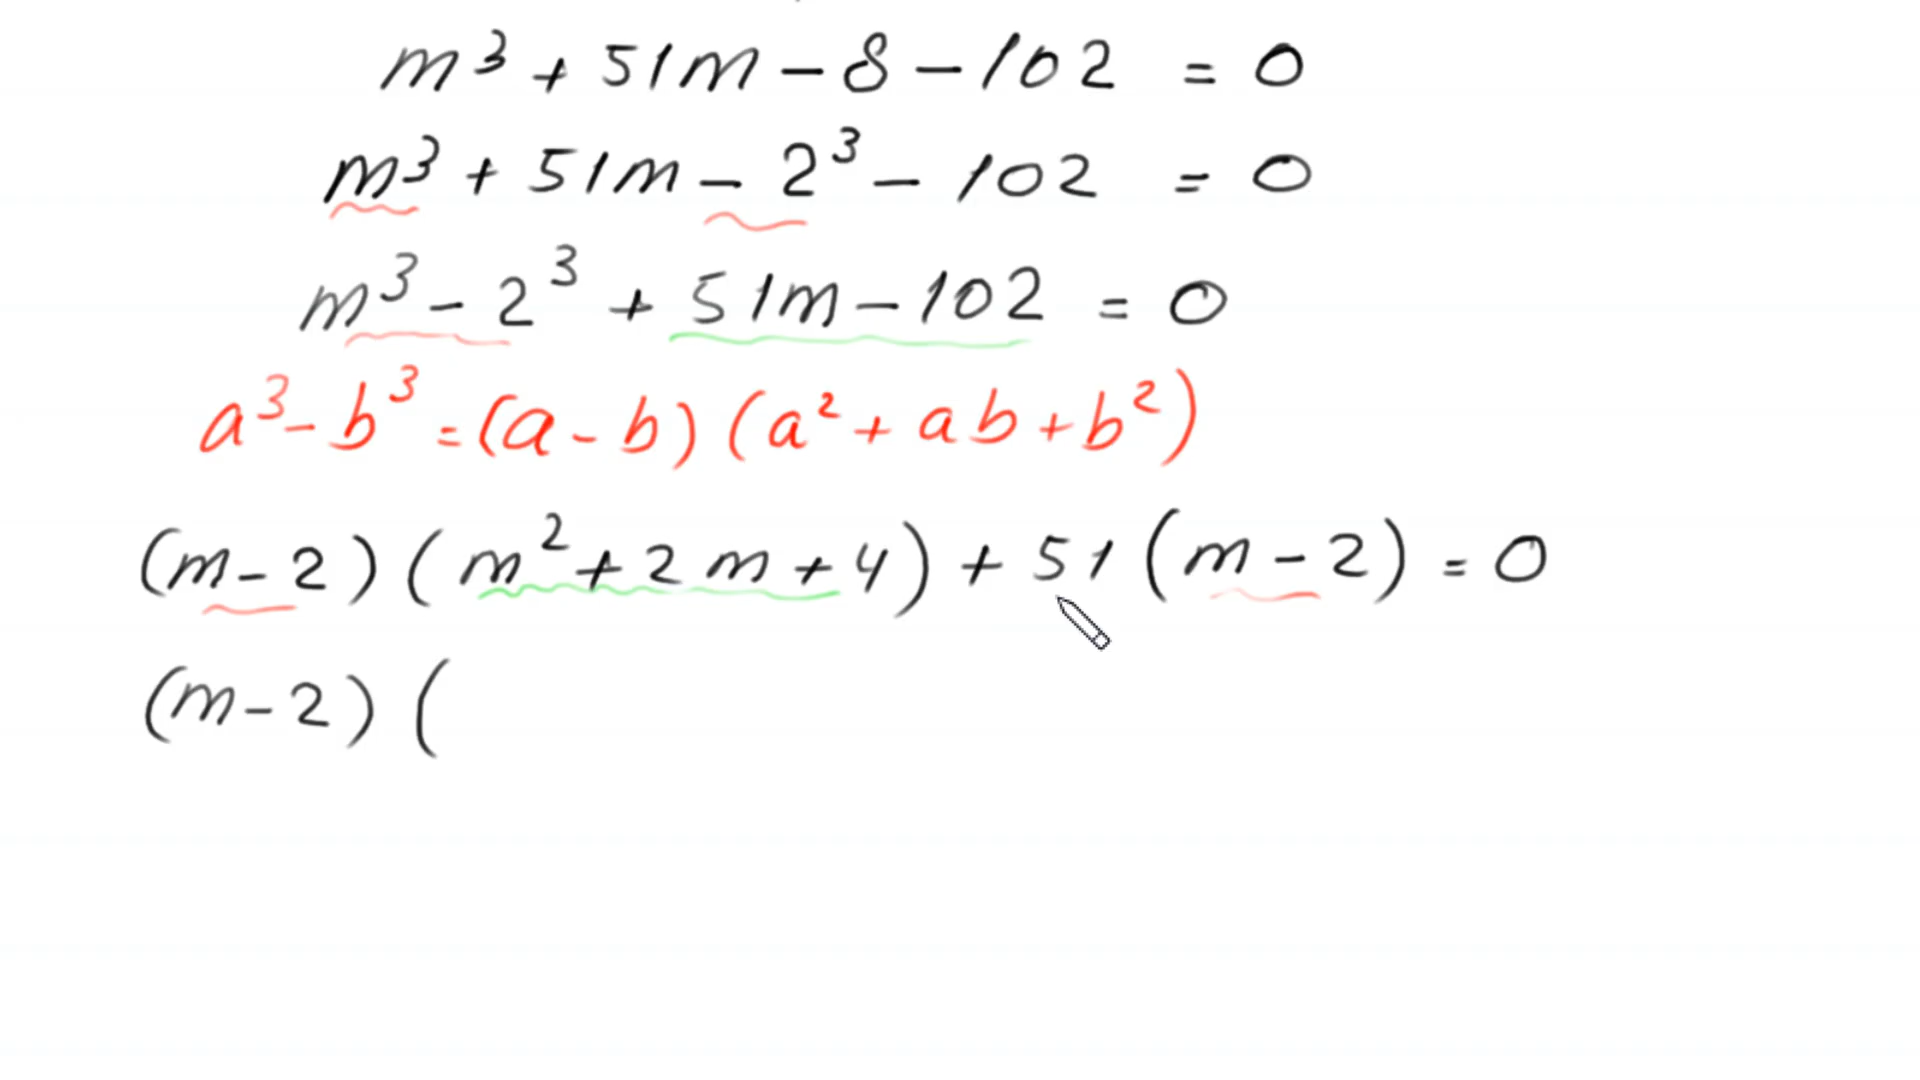 m³ + 51m - 8 - 102 = 0
m³ + 51m - 2³ - 102 = 0
m³ - 2³ + 51m - 102 = 0
a³ - b³ = (a - b) (a² + ab + b²)
(m - 2) (m² + 2m + 4) + 51 (m - 2) = 0
(m - 2) (